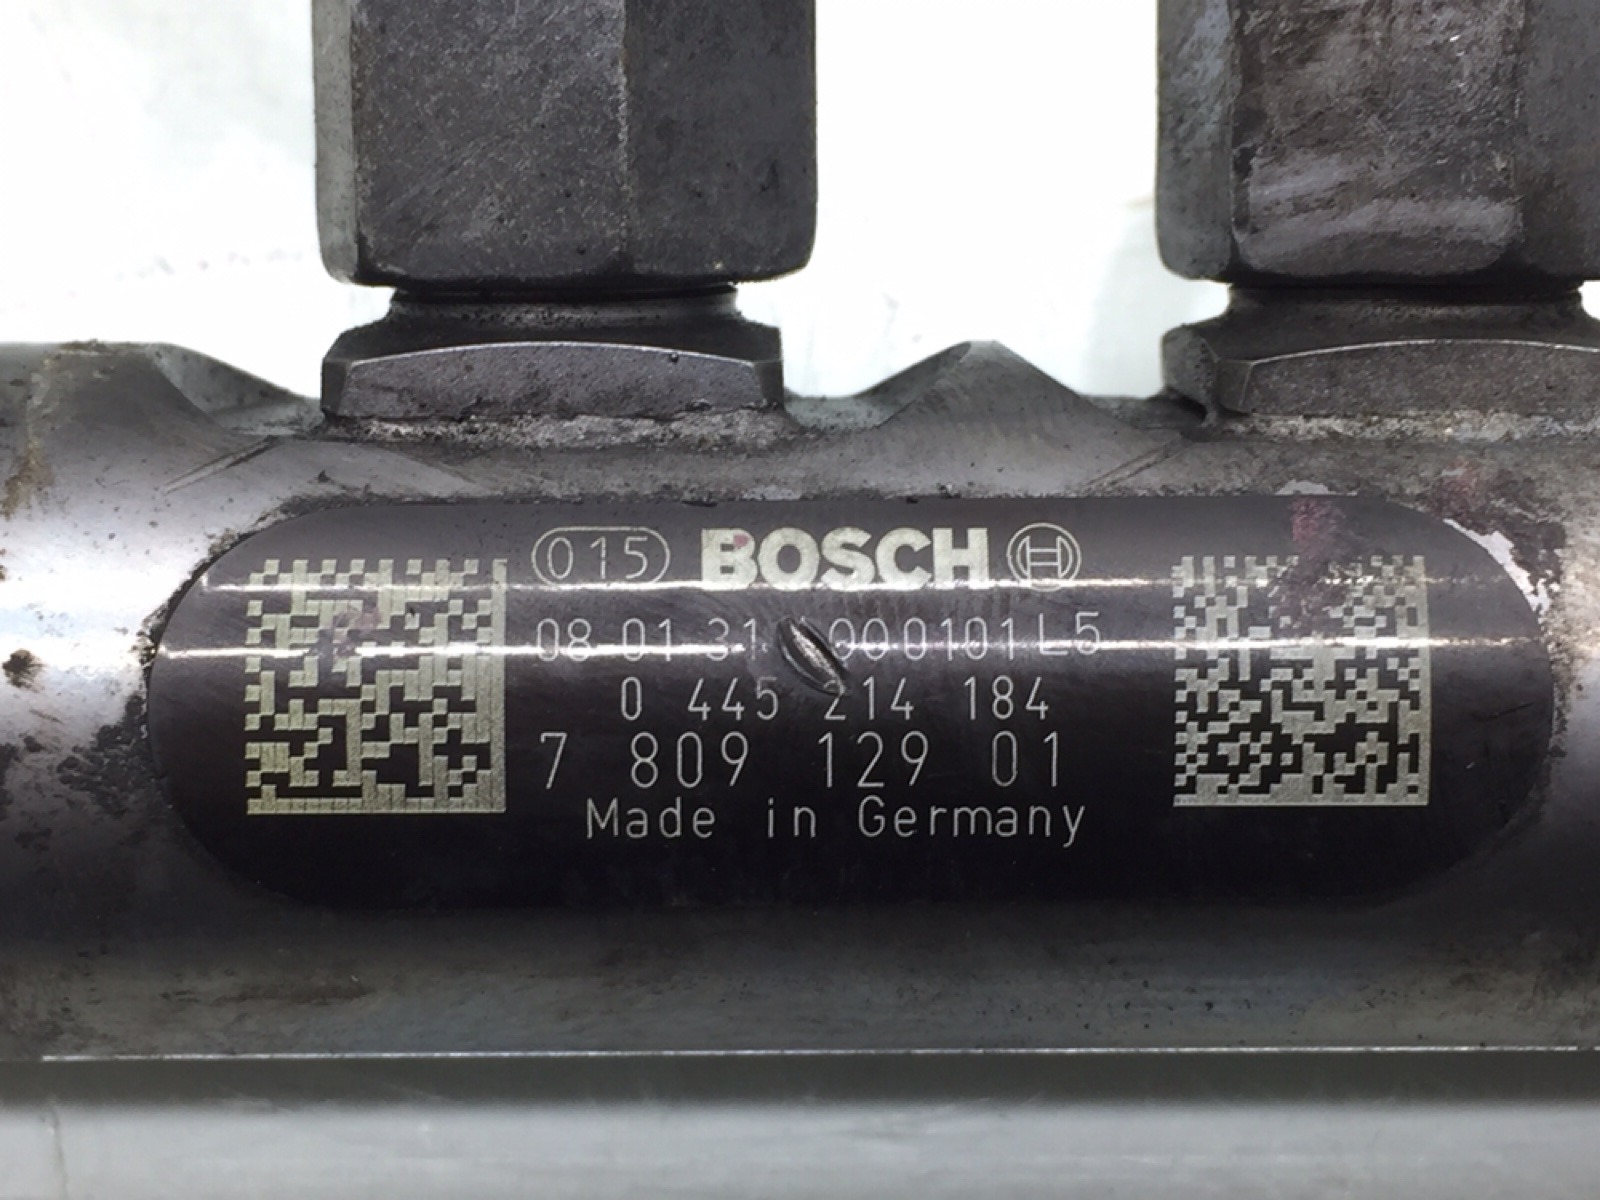 015 BOSCH
08 01 31 000101L5
0 445 214 184
7 809 129 01
Made in Germany